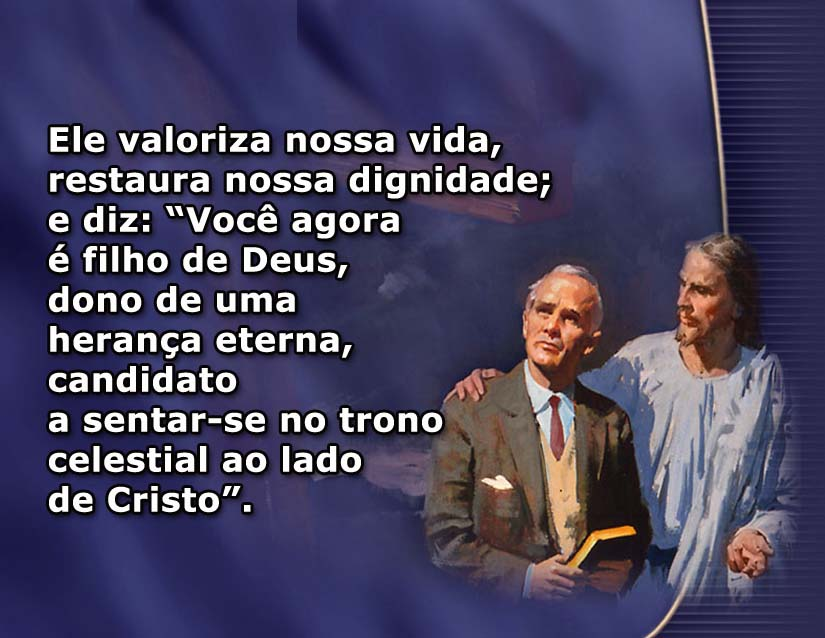 Ele valoriza nossa vida,
restaura nossa dignidade;
e diz: “Você agora
é filho de Deus,
dono de uma
herança eterna,
candidato
a sentar-se no trono
celestial ao lado
de Cristo”.